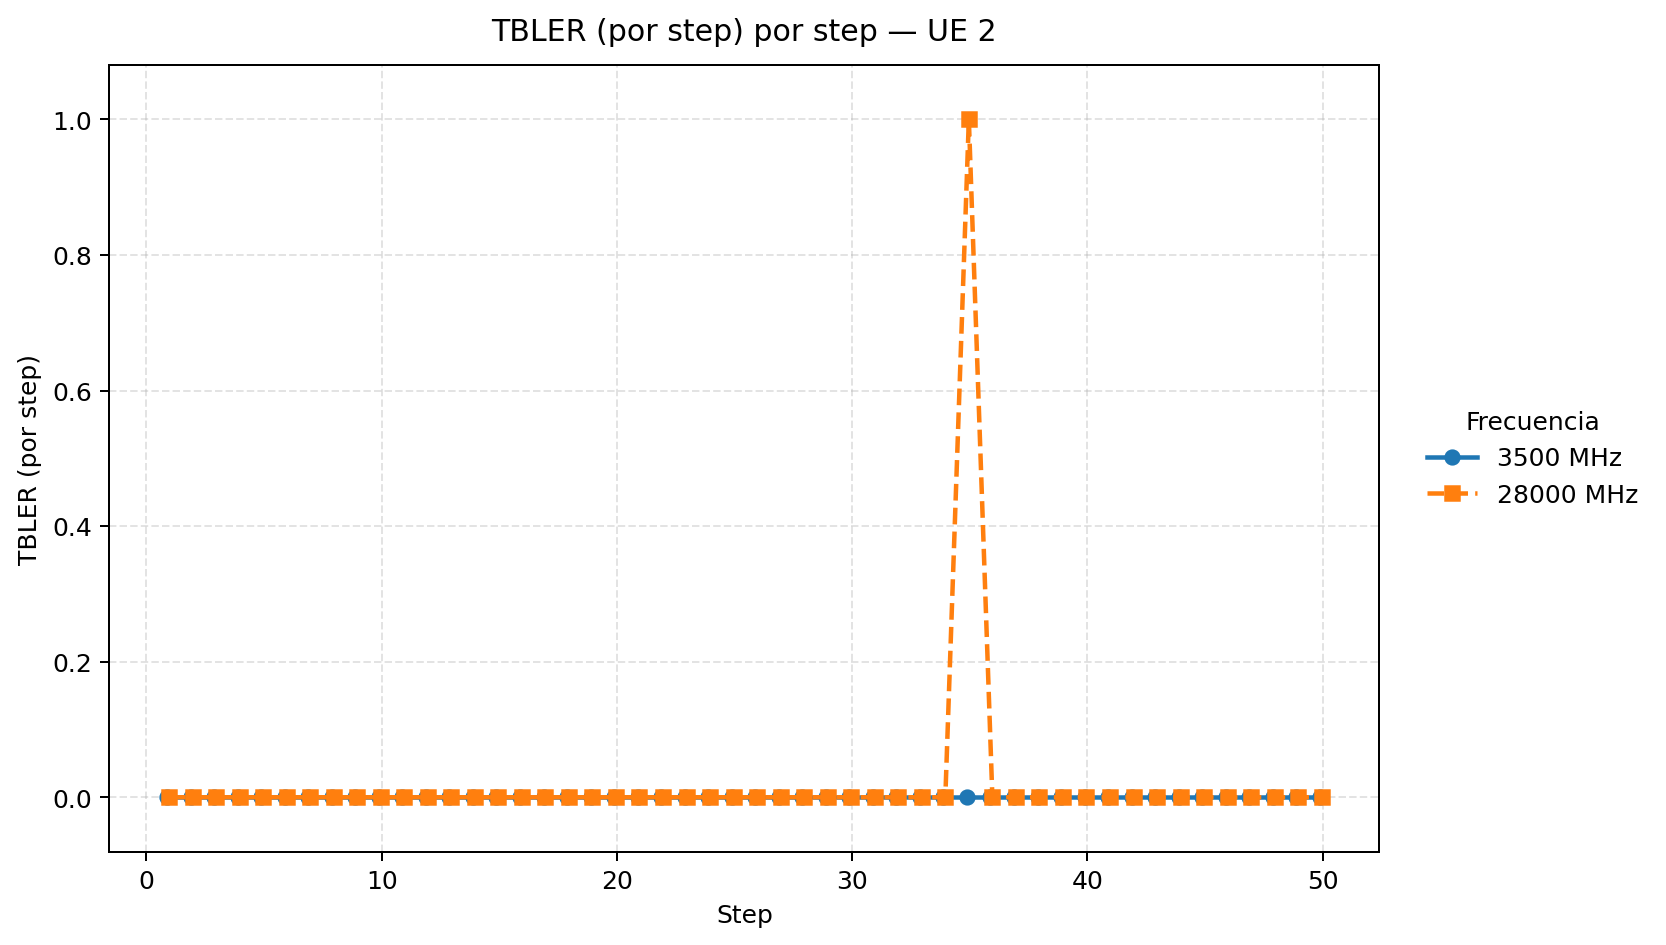 TBLER (por step) por step — UE 2
TBLER (por step)
1.0
0.8
0.6
0.4
0.2
0.0
0 10 20 30 40 50
Step
Frecuencia
3500 MHz
28000 MHz